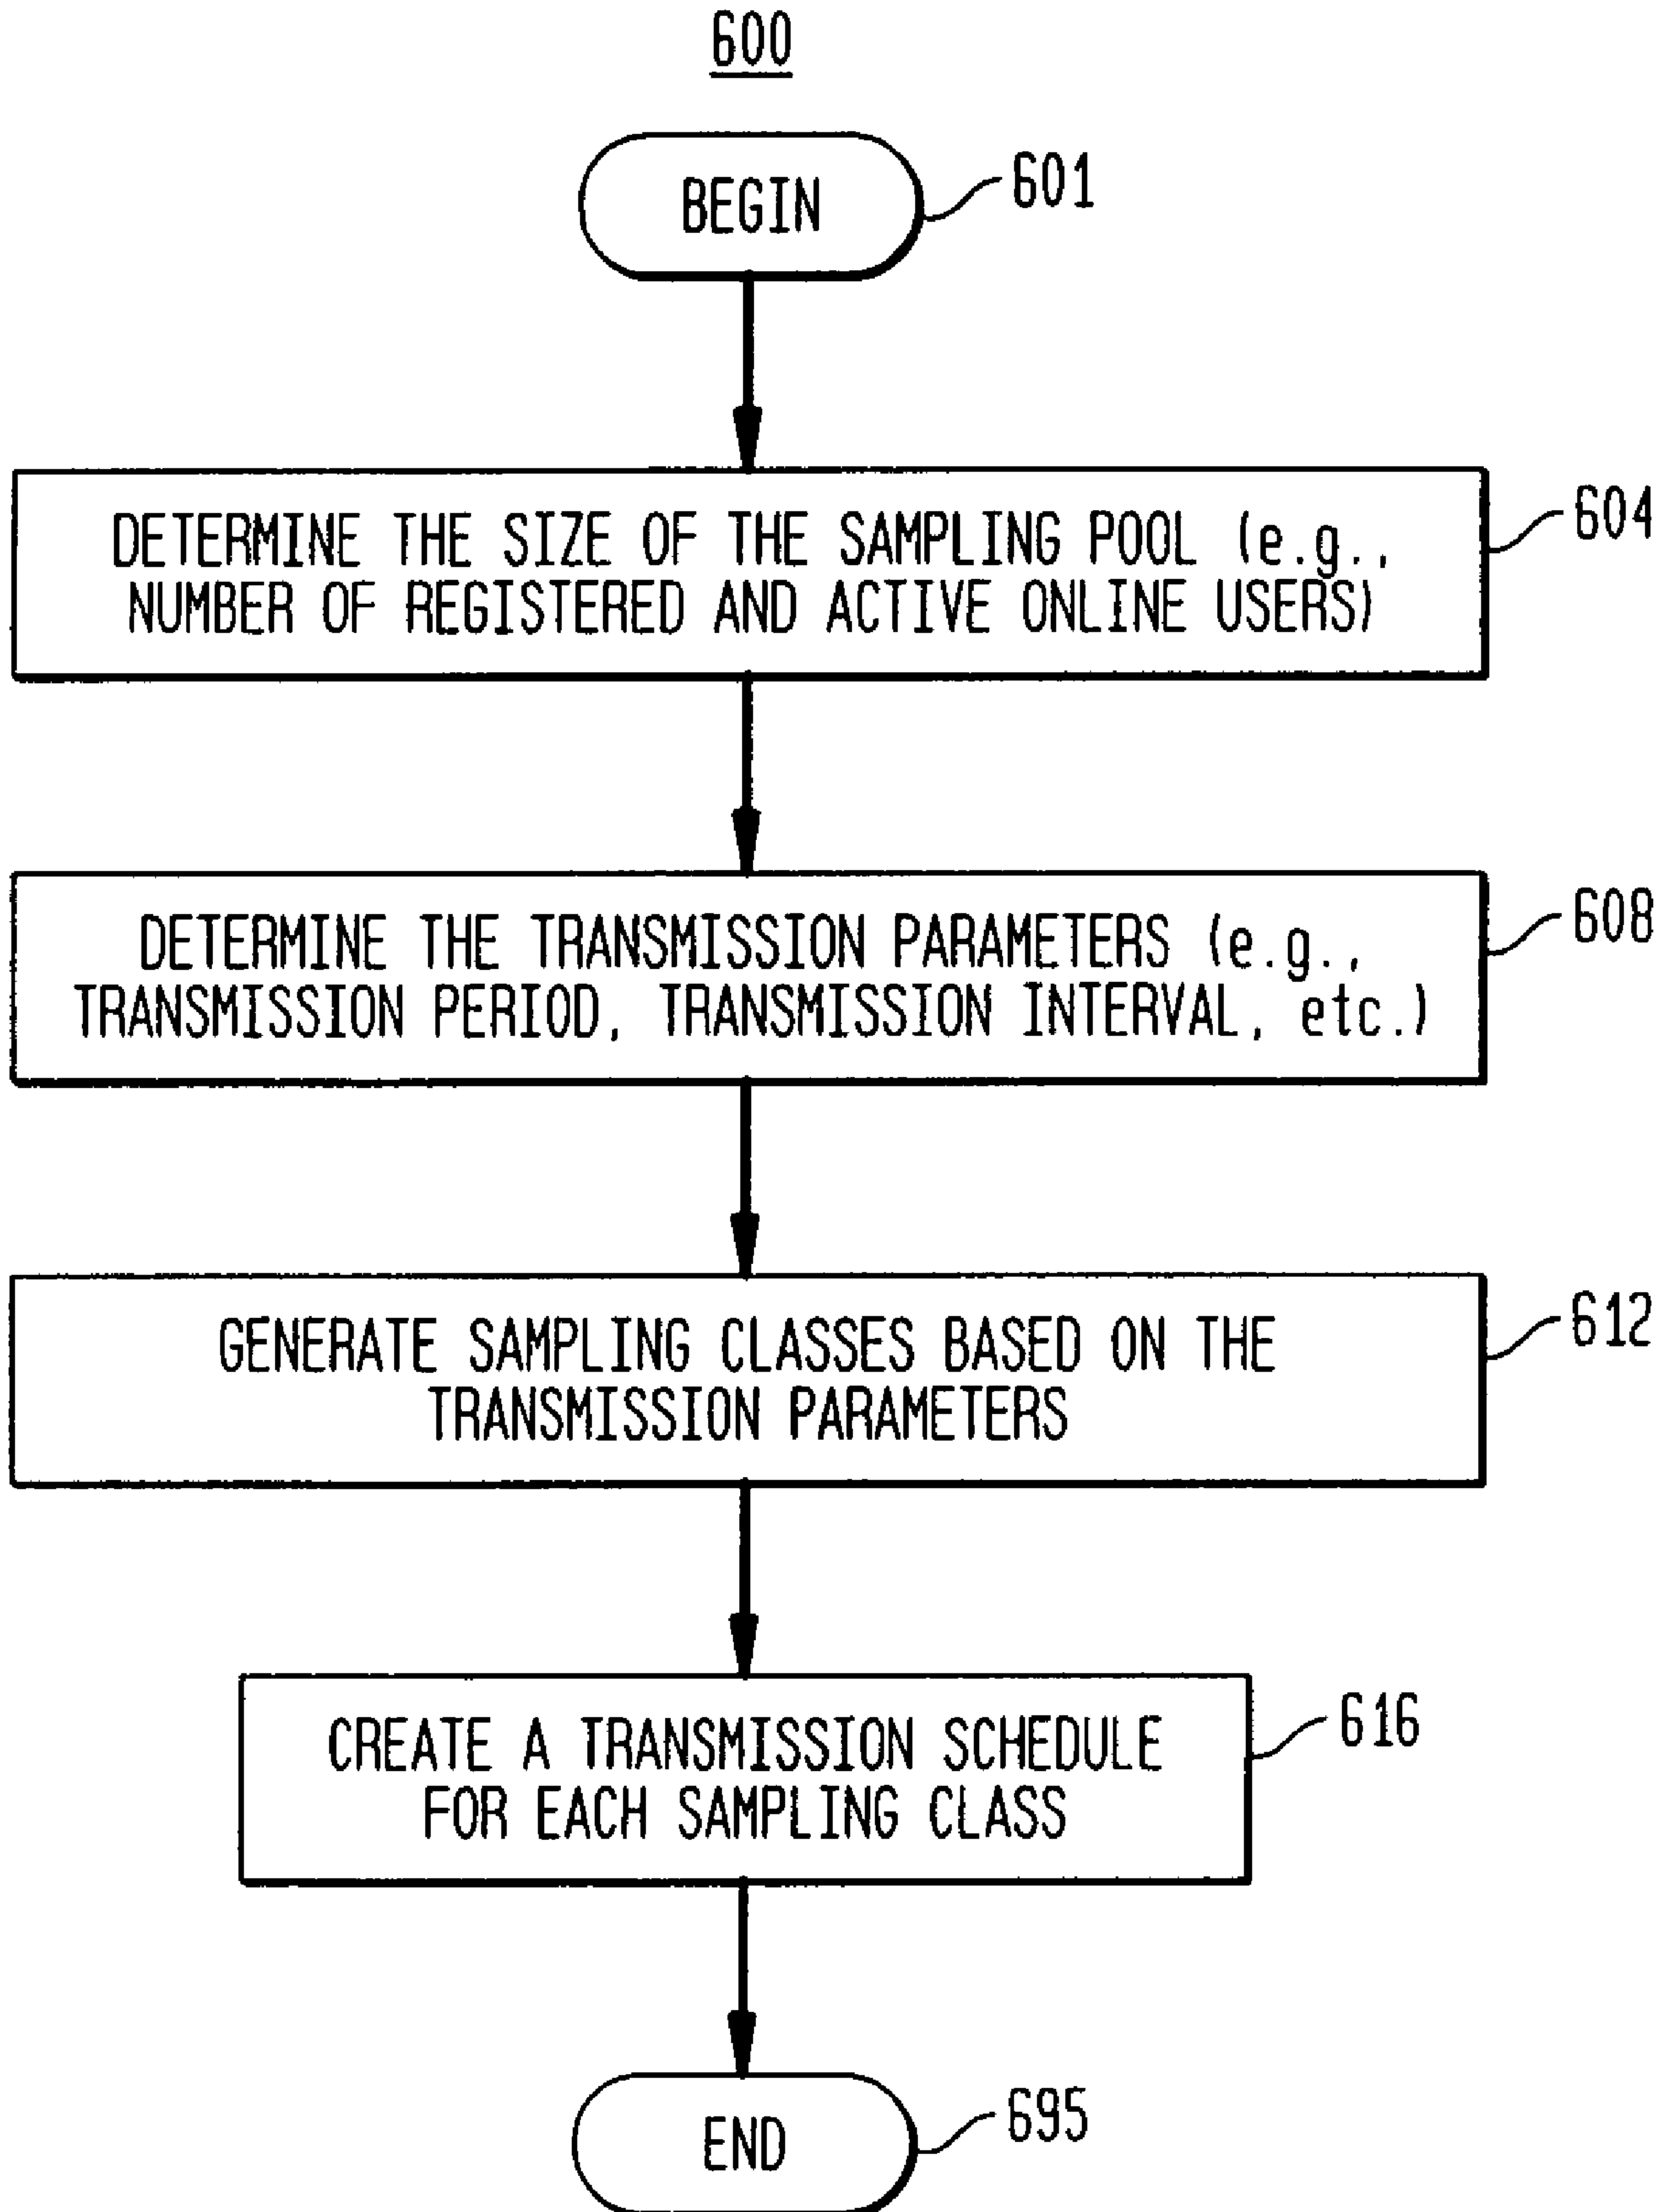 600
BEGIN
601
DETERMINE THE SIZE OF THE SAMPLING POOL (e.g.,
NUMBER OF REGISTERED AND ACTIVE ONLINE USERS)
604
DETERMINE THE TRANSMISSION PARAMETERS (e.g.,
TRANSMISSION PERIOD, TRANSMISSION INTERVAL, etc.)
608
GENERATE SAMPLING CLASSES BASED ON THE
TRANSMISSION PARAMETERS
612
CREATE A TRANSMISSION SCHEDULE
FOR EACH SAMPLING CLASS
616
END
695